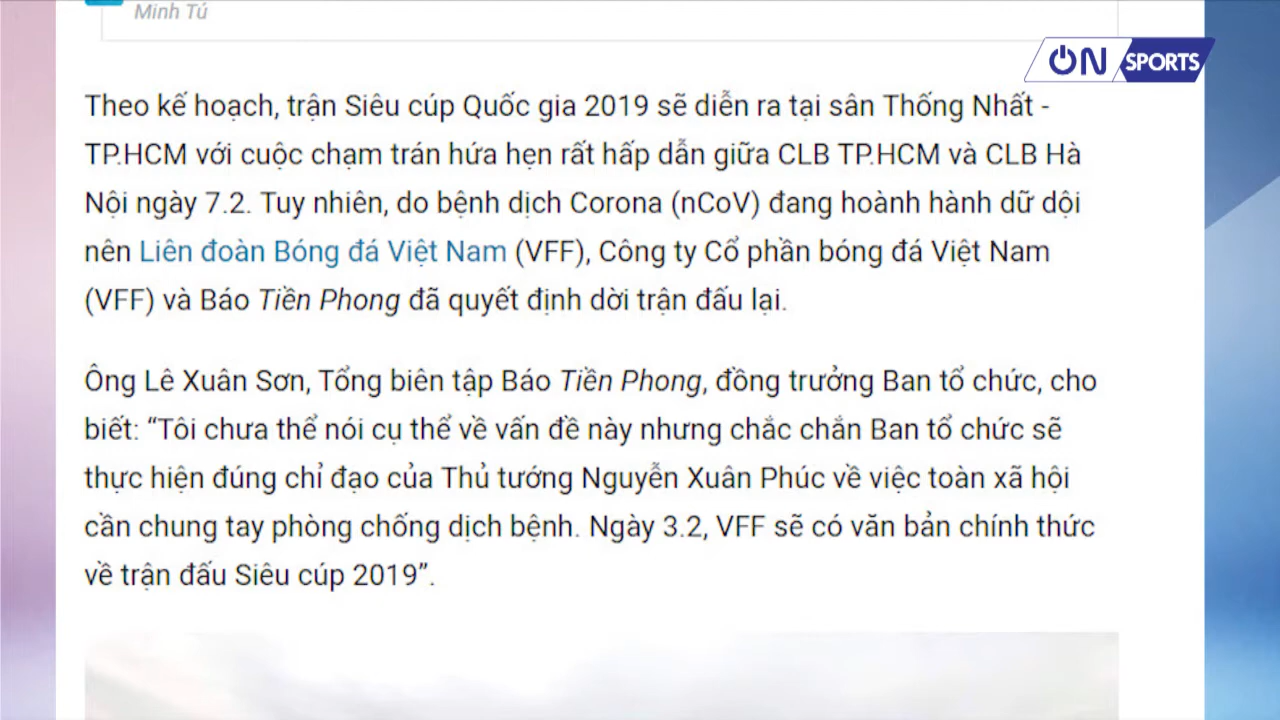 Minh Tú
ON SPORTS
Theo kế hoạch, trận Siêu cúp Quốc gia 2019 sẽ diễn ra tại sân Thống Nhất -
TP.HCM với cuộc chạm trán hứa hẹn rất hấp dẫn giữa CLB TP.HCM và CLB Hà
Nội ngày 7.2. Tuy nhiên, do bệnh dịch Corona (nCoV) đang hoành hành dữ dội
nên Liên đoàn Bóng đá Việt Nam (VFF), Công ty Cổ phần bóng đá Việt Nam
(VFF) và Báo Tiền Phong đã quyết định dời trận đấu lại.
Ông Lê Xuân Sơn, Tổng biên tập Báo Tiền Phong, đồng trưởng Ban tổ chức, cho
biết: “Tôi chưa thể nói cụ thể về vấn đề này nhưng chắc chắn Ban tổ chức sẽ
thực hiện đúng chỉ đạo của Thủ tướng Nguyễn Xuân Phúc về việc toàn xã hội
cần chung tay phòng chống dịch bệnh. Ngày 3.2, VFF sẽ có văn bản chính thức
về trận đấu Siêu cúp 2019”.